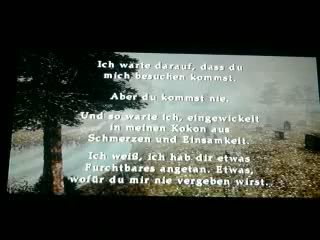 Ich warte darauf, dass du
mich besuchen kommst.
Aber du kommst nie.
Und so warte ich, eingewickelt
in meinen Kokon aus
Schmerzen und Einsamkeit.
Ich weiß, ich hab dir etwas
Furchtbares angetan. Etwas,
wofür du mir nie vergeben wirst..